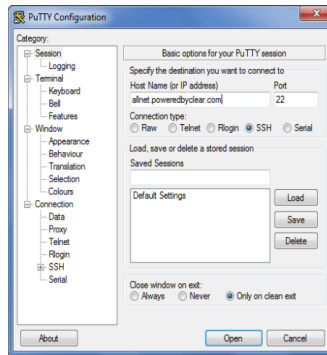 PuTTY Configuration
Category:
Session
Logging
Terminal
Keyboard
Bell
Features
Window
Appearance
Behaviour
Translation
Selection
Colours
Connection
Data
Proxy
Telnet
Rlogin
SSH
Serial
Basic options for your PuTTY session
Specify the destination you want to connect to
Host Name (or IP address) Port
allnet.poweredbyclear.com 22
Connection type:
Raw Telnet Rlogin SSH Serial
Load, save or delete a stored session
Saved Sessions
Default Settings
Load
Save
Delete
Close window on exit:
Always Never Only on clean exit
About Open Cancel